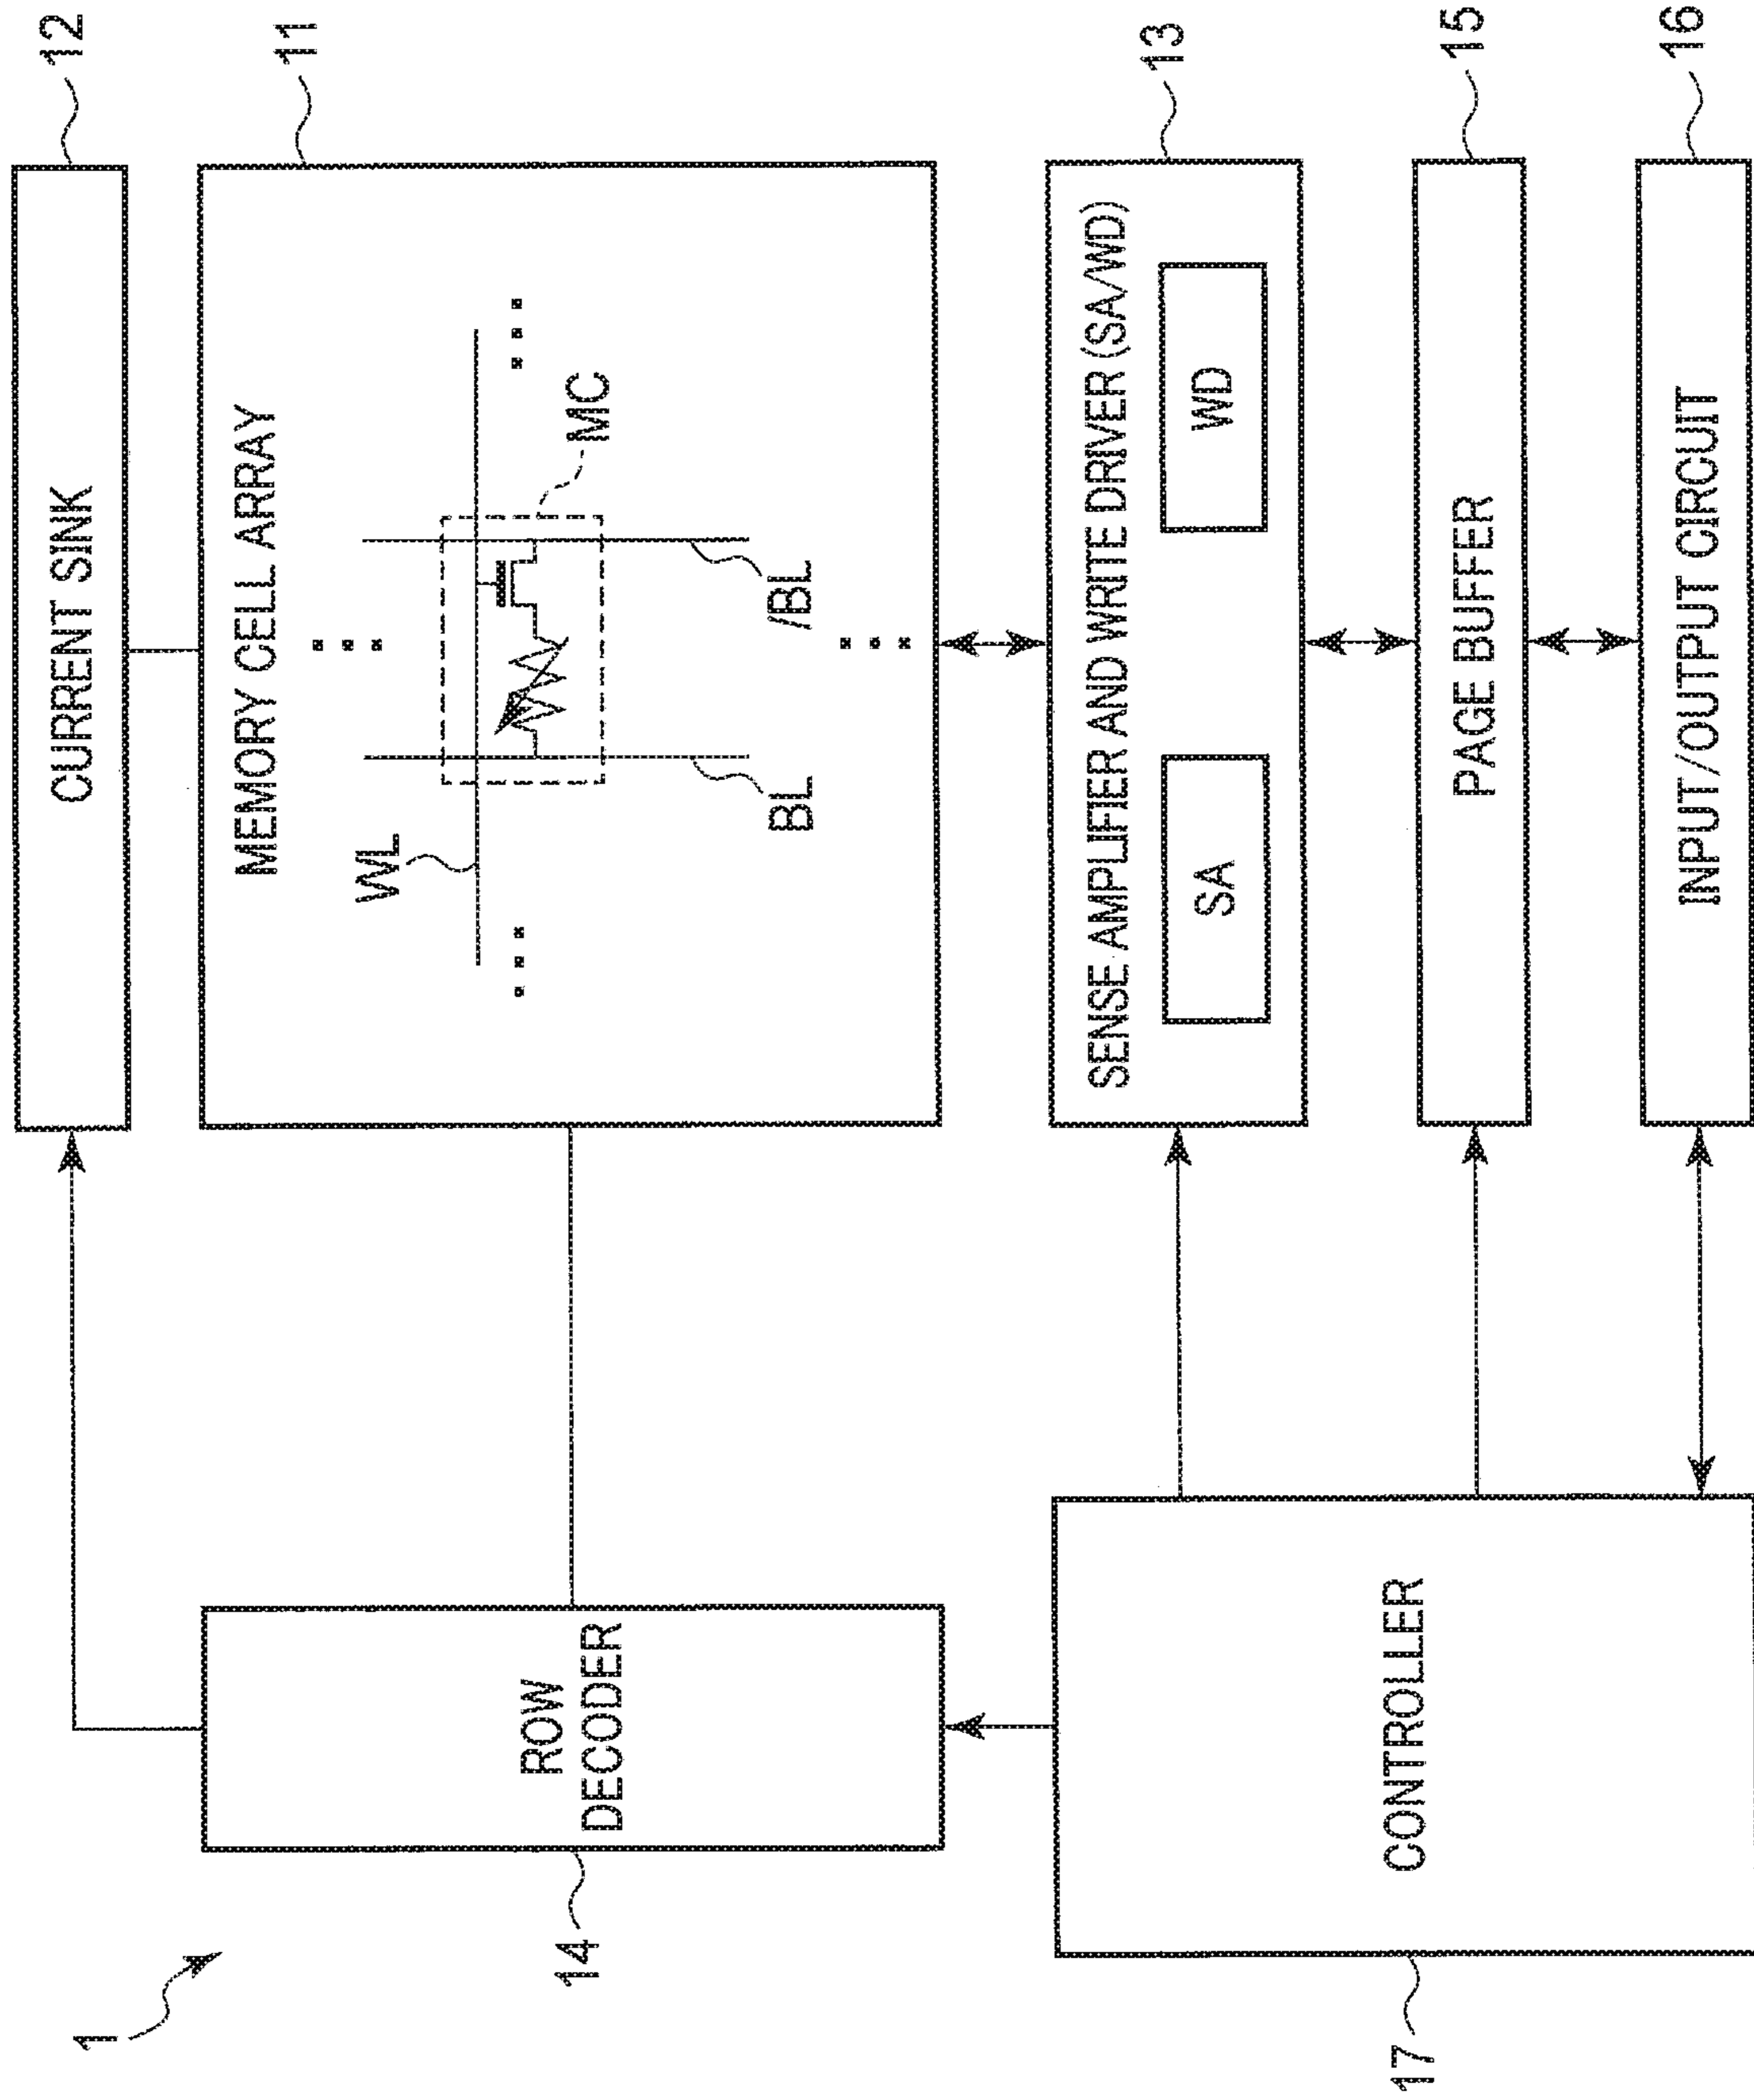 1
CURRENT SINK
12
MEMORY CELL ARRAY
11
WL
MC
BL
/BL
ROW
DECODER
14
SENSE AMPLIFIER AND WRITE DRIVER (SA/WD)
SA
WD
13
CONTROLLER
17
PAGE BUFFER
15
INPUT/OUTPUT CIRCUIT
16